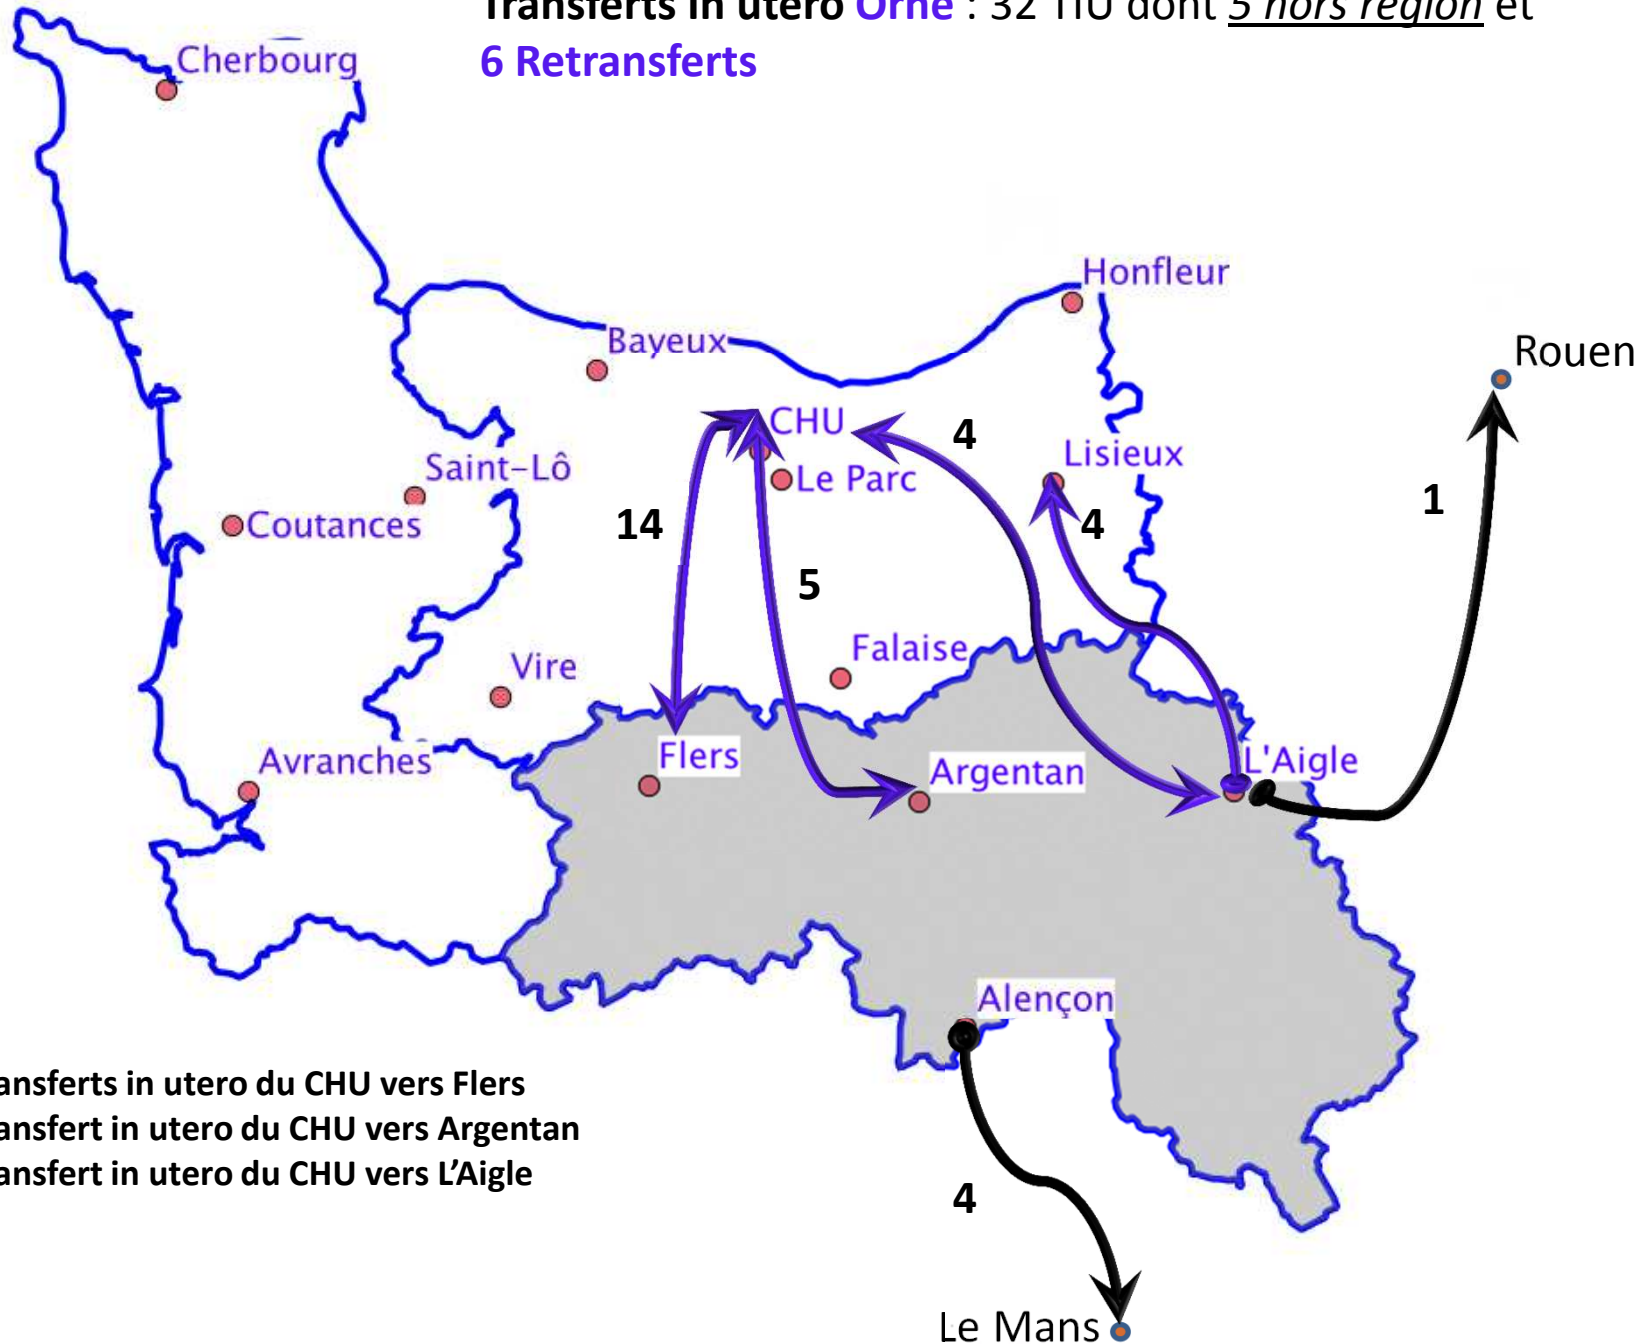 Transferts in utero Orne : 32 TIU dont 5 hors région et
6 Retransferts
Cherbourg
Honfleur
Bayeux
Rouen
CHU
4
Lisieux
Saint-Lô
Le Parc
1
Coutances
14
4
5
Falaise
Vire
Flers
L'Aigle
Avranches
Argentan
Alençon
ansferts in utero du CHU vers Flers
ansfert in utero du CHU vers Argentan
ansfert in utero du CHU vers L’Aigle
4
Le Mans